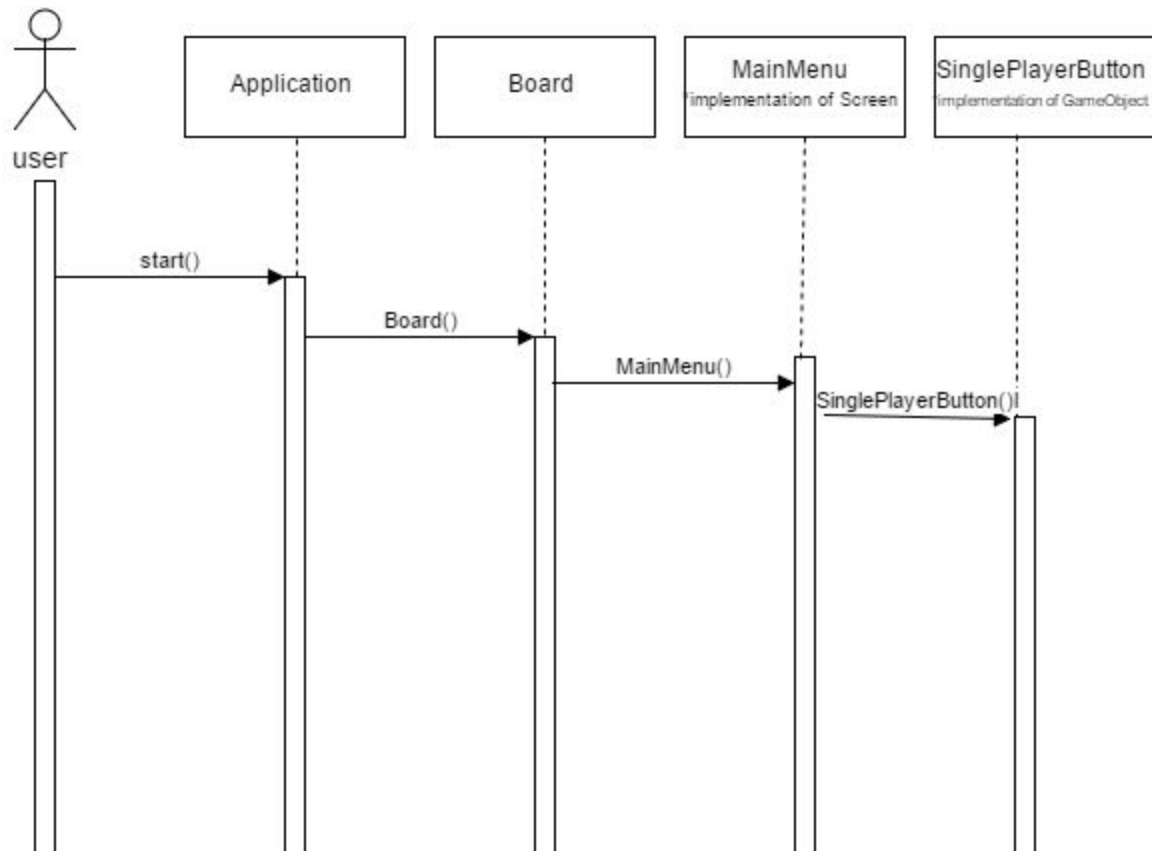 user
Application
Board
MainMenu
*implementation of Screen
SinglePlayerButton
*implementation of GameObject
start()
Board()
MainMenu()
SinglePlayerButton()